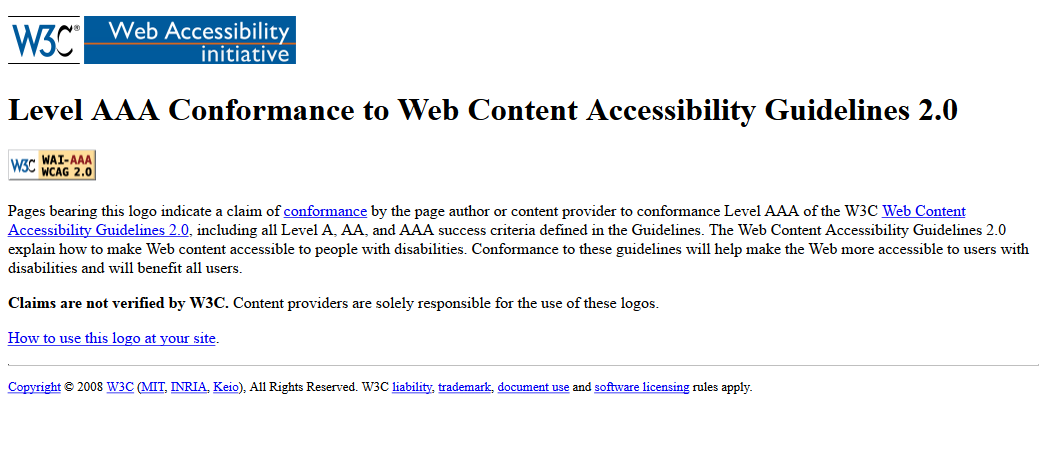 W3C® Web Accessibility
initiative
Level AAA Conformance to Web Content Accessibility Guidelines 2.0
W3C WAI-AAA
WCAG 2.0
Pages bearing this logo indicate a claim of conformance by the page author or content provider to conformance Level AAA of the W3C Web Content
Accessibility Guidelines 2.0, including all Level A, AA, and AAA success criteria defined in the Guidelines. The Web Content Accessibility Guidelines 2.0
explain how to make Web content accessible to people with disabilities. Conformance to these guidelines will help make the Web more accessible to users with
disabilities and will benefit all users.
Claims are not verified by W3C. Content providers are solely responsible for the use of these logos.
How to use this logo at your site.
Copyright © 2008 W3C (MIT, INRIA, Keio), All Rights Reserved. W3C liability, trademark, document use and software licensing rules apply.